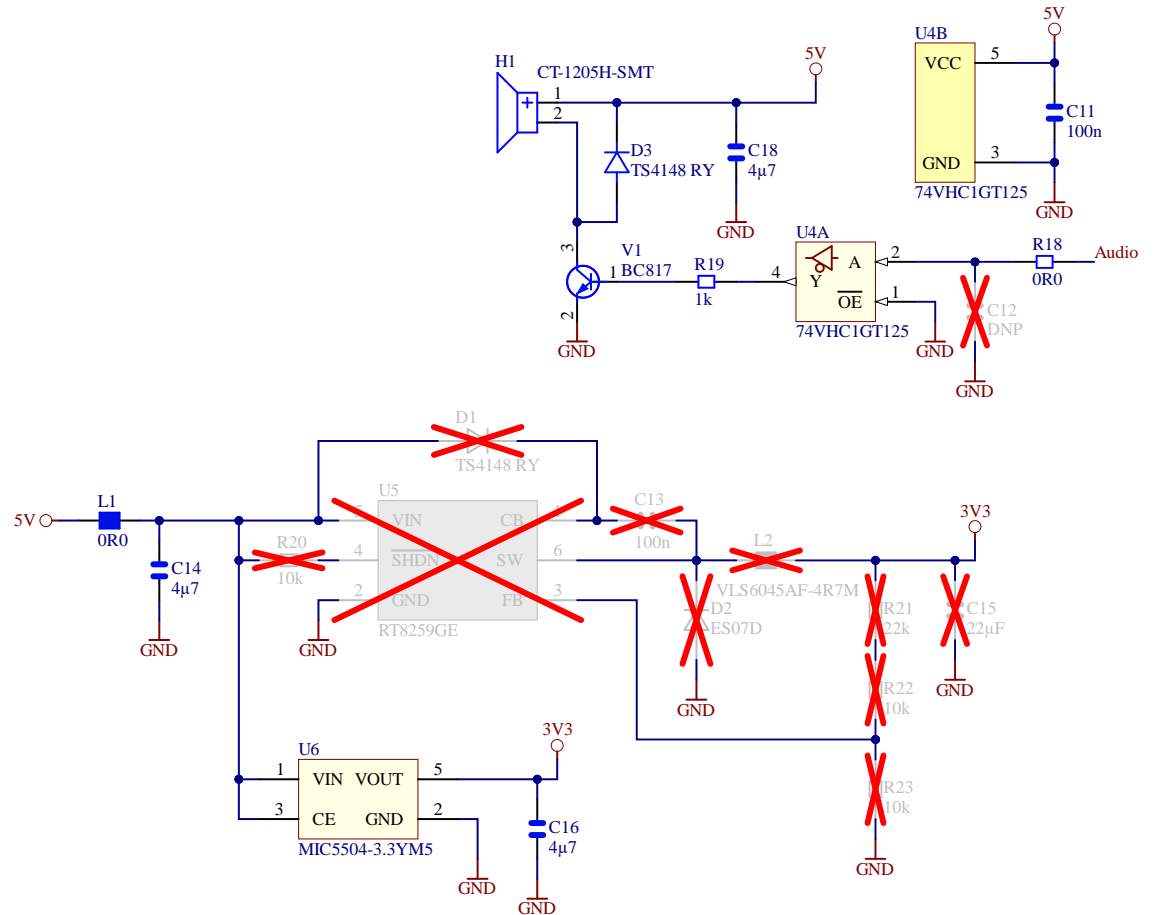 5V
U4B
H1
CT-1205H-SMT
5V
VCC
5
1
2
C11
100n
D3
TS4148 RY
C18
4µ7
GND
3
74VHC1GT125
GND
GND
U4A
V1
BC817
3
R19
1k
1
4
Y
A
2
R18
0R0
Audio
OE
1
2
C12
DNP
74VHC1GT125
GND
GND
GND
D1
TS4148 RY
U5
L1
5V
0R0
VIN
CB
C13
100n
3V3
R20
10k
4
SHDN
SW
6
L2
C14
4µ7
2
GND
FB
3
VLS6045AF-4R7M
D2
ES07D
R21
22k
C15
22µF
RT8259GE
GND
GND
R22
10k
GND
GND
3V3
U6
1
VIN
VOUT
5
R23
10k
3
CE
GND
2
C16
4µ7
MIC5504-3.3YM5
GND
GND
GND